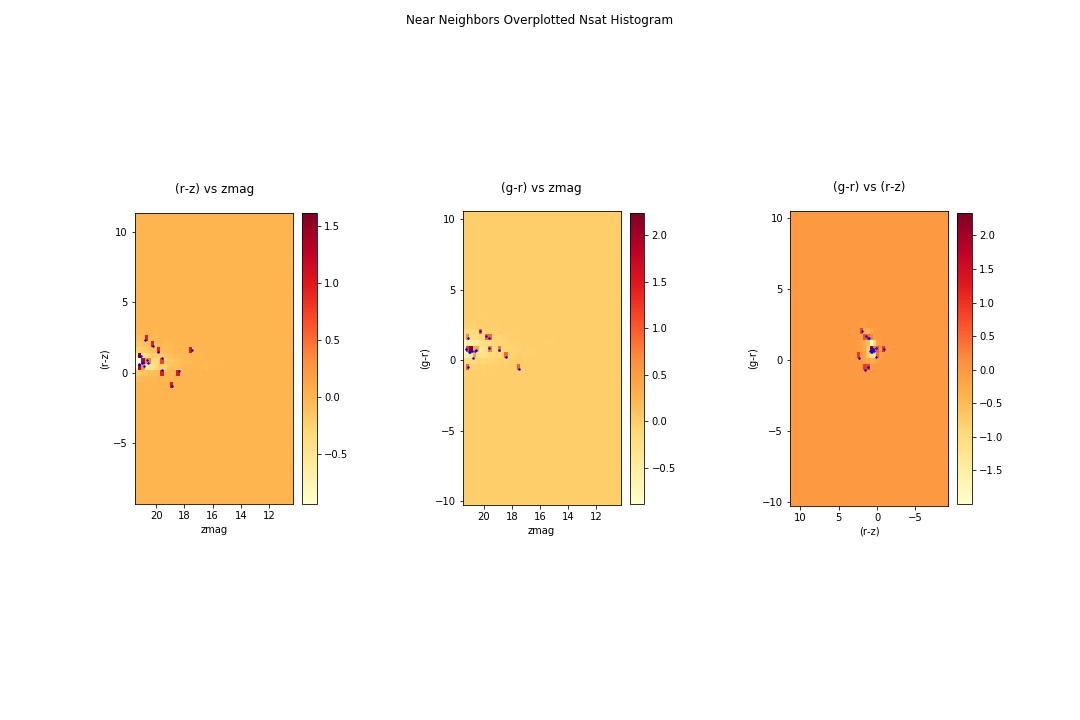 Near Neighbors Overplotted Nsat Histogram
(r-z) vs zmag
10
5
0
−5
(r-z)
20 18 16 14 12
zmag
1.5
1.0
0.5
0.0
−0.5
(g-r) vs zmag
10
5
0
−5
−10
(g-r)
20 18 16 14 12
zmag
2.0
1.5
1.0
0.5
0.0
−0.5
(g-r) vs (r-z)
10
5
0
−5
−10
(g-r)
10 5 0 −5
(r-z)
2.0
1.5
1.0
0.5
0.0
−0.5
−1.0
−1.5